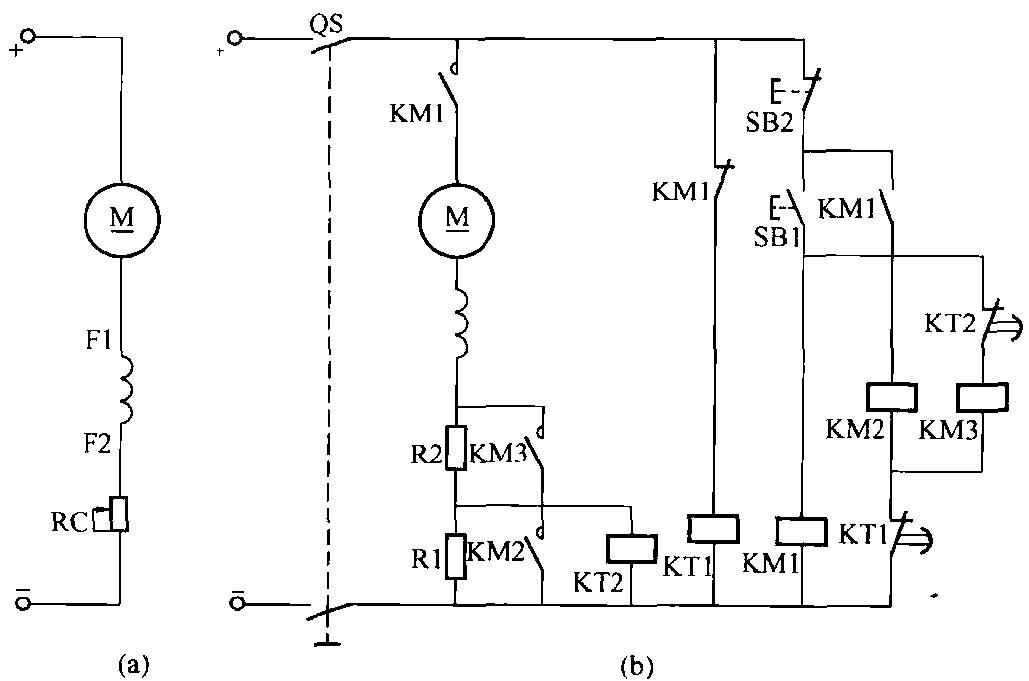 QS
+
+
KM1
SB2
M
M
KM1
KM1
SB1
F1
KT2
F2
KM2
KM3
R2
KM3
RC
R1
KM2
KT2
KT1
KM1
KT1
−
−
(a)
(b)